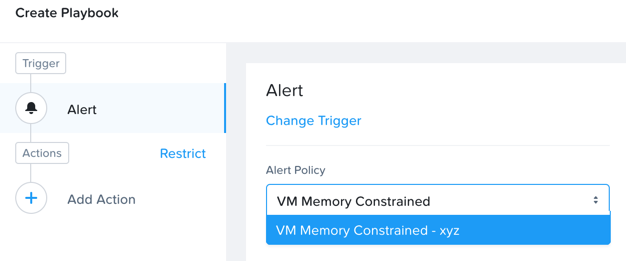 Create Playbook
Trigger
Alert
Actions
Restrict
Add Action
Alert
Change Trigger
Alert Policy
VM Memory Constrained
VM Memory Constrained - xyz